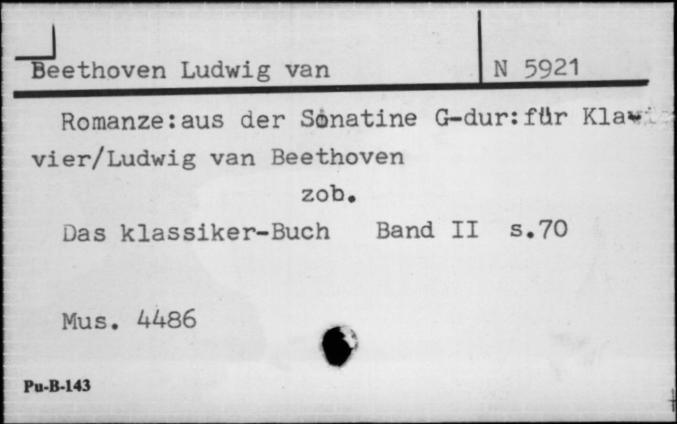 Beethoven Ludwig van
N 5921
Romanze:aus der Sonatine G-dur:für Kla-
vier/Ludwig van Beethoven
zob.
Das klassiker-Buch Band II s.70
Mus. 4486
Pu-B-143